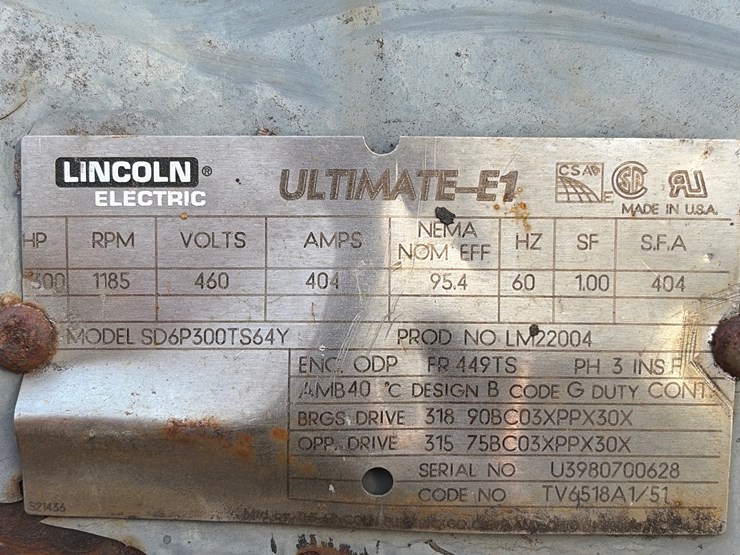 LINCOLN ®
ELECTRIC
ULTIMATE-E1
CSA
E
MADE IN U.S.A.
HP RPM VOLTS AMPS NEMA NOM EFF HZ SF S.F.A
300 1185 460 404 95.4 60 1.00 404
MODEL SD6P300TS64Y PROD NO LM22004
ENC. ODP FR 449TS PH 3 INS F
AMB 40 °C DESIGN B CODE G DUTY CONT
BRGS. DRIVE 318 90BC03XPPX30X
OPP. DRIVE 315 75BC03XPPX30X
SERIAL NO U3980700628
CODE NO TV6518A1/51
S21436